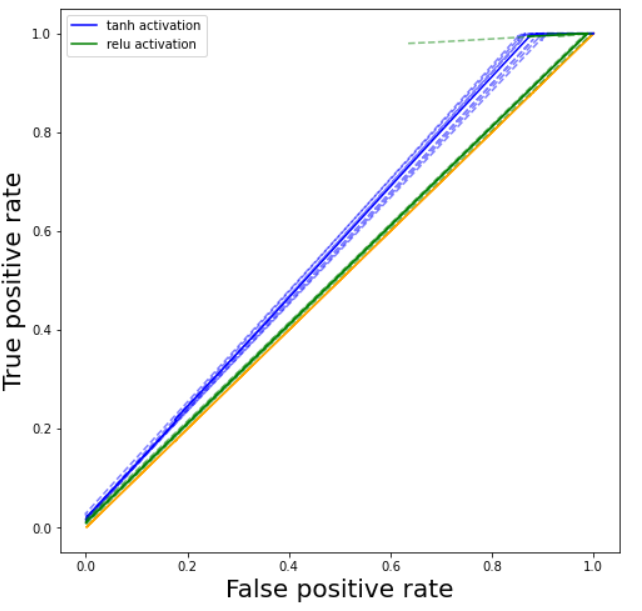 tanh activation
relu activation
True positive rate
1.0
0.8
0.6
0.4
0.2
0.0
0.0 0.2 0.4 0.6 0.8 1.0
False positive rate